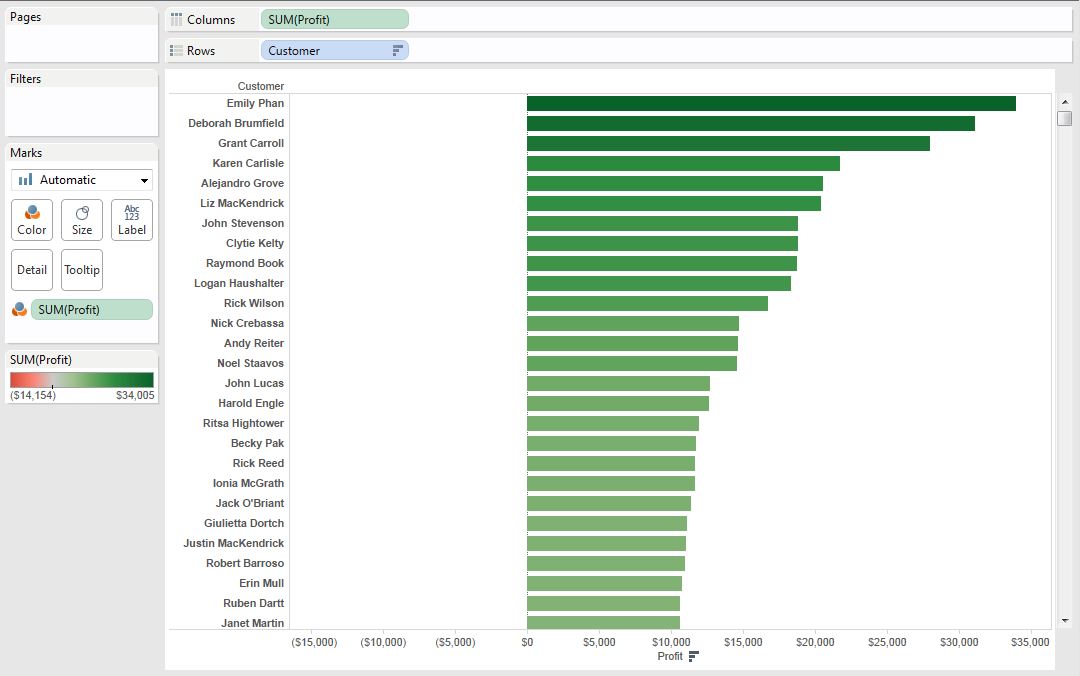 Pages
Columns
SUM(Profit)
Rows
Customer
Filters
Marks
Automatic
Abc
123
Color
Size
Label
Detail
Tooltip
SUM(Profit)
SUM(Profit)
($14,154)
$34,005
Customer
Emily Phan
Deborah Brumfield
Grant Carroll
Karen Carlisle
Alejandro Grove
Liz MacKendrick
John Stevenson
Clytie Kelty
Raymond Book
Logan Haushalter
Rick Wilson
Nick Crebassa
Andy Reiter
Noel Staavos
John Lucas
Harold Engle
Ritsa Hightower
Becky Pak
Rick Reed
Ionia McGrath
Jack O'Briant
Giulietta Dortch
Justin MacKendrick
Robert Barroso
Erin Mull
Ruben Dartt
Janet Martin
($15,000) ($10,000) ($5,000) $0 $5,000 $10,000 $15,000 $20,000 $25,000 $30,000 $35,000
Profit